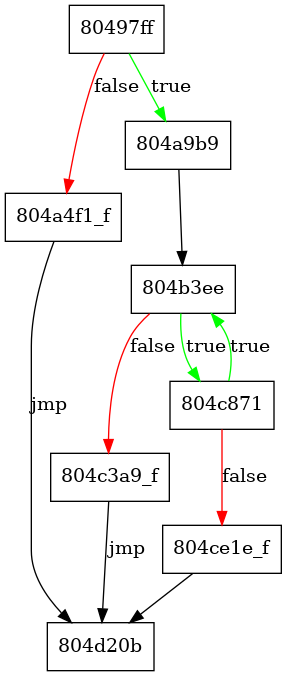 80497ff
false
true
804a9b9
804a4f1_f
804b3ee
false
true
true
804c871
jmp
804c3a9_f
false
804ce1e_f
jmp
804d20b